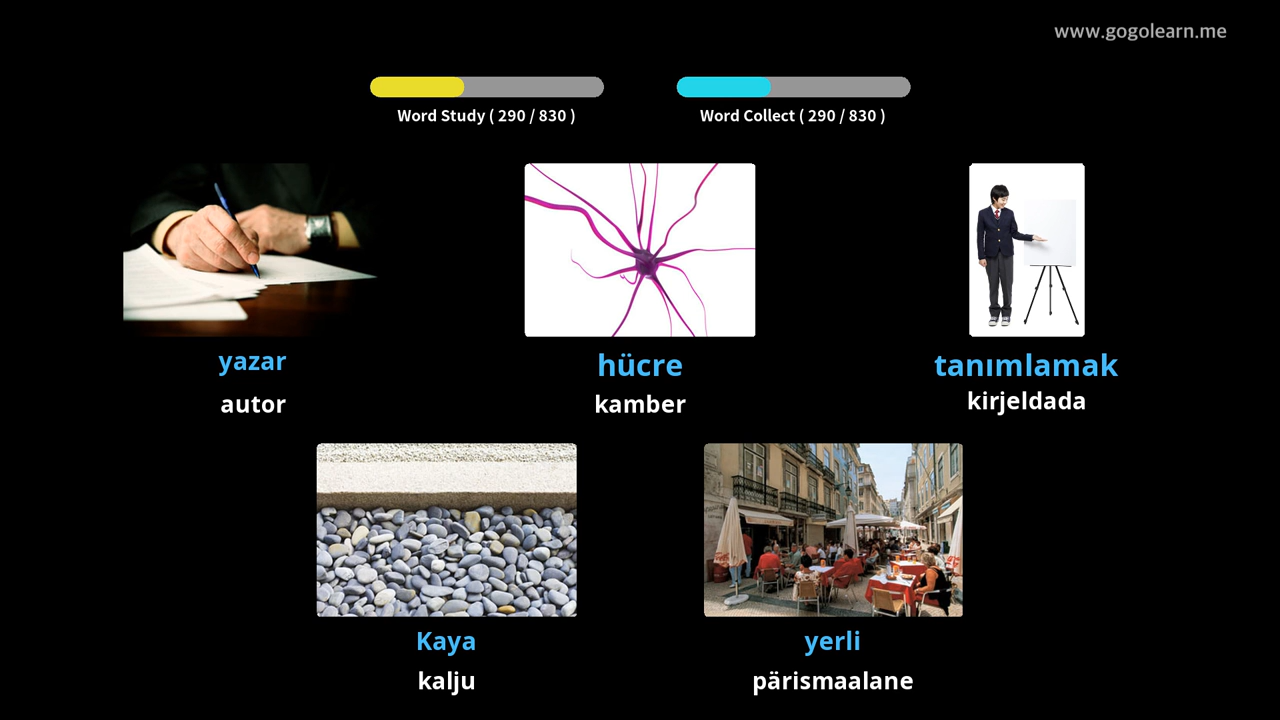 www.gogolearn.me
Word Study ( 290 / 830 )
Word Collect ( 290 / 830 )
yazar
autor
hücre
kamber
tanımlamak
kirjeldada
Kaya
kalju
yerli
pärismaalane